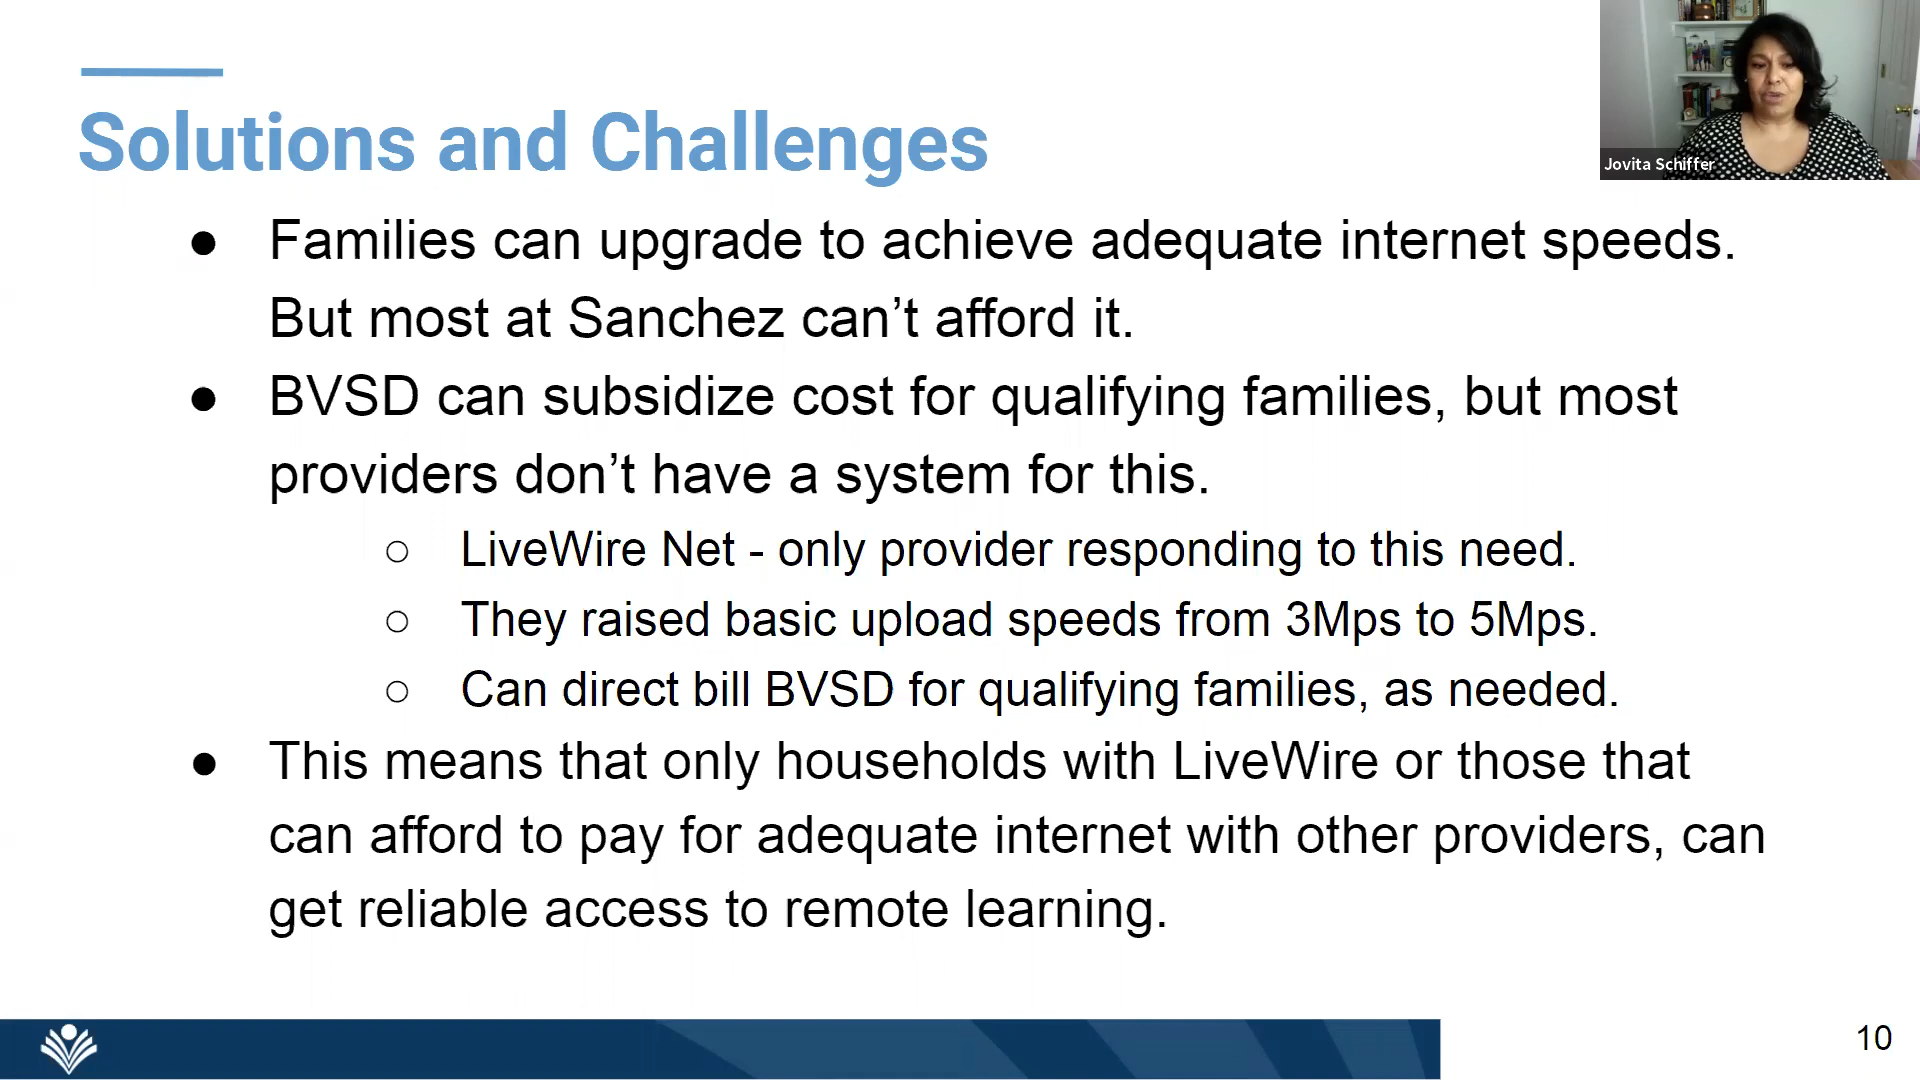 Solutions and Challenges
Jovita Schiffer
● Families can upgrade to achieve adequate internet speeds.
But most at Sanchez can’t afford it.
● BVSD can subsidize cost for qualifying families, but most
providers don’t have a system for this.
○ LiveWire Net - only provider responding to this need.
○ They raised basic upload speeds from 3Mps to 5Mps.
○ Can direct bill BVSD for qualifying families, as needed.
● This means that only households with LiveWire or those that
can afford to pay for adequate internet with other providers, can
get reliable access to remote learning.
10